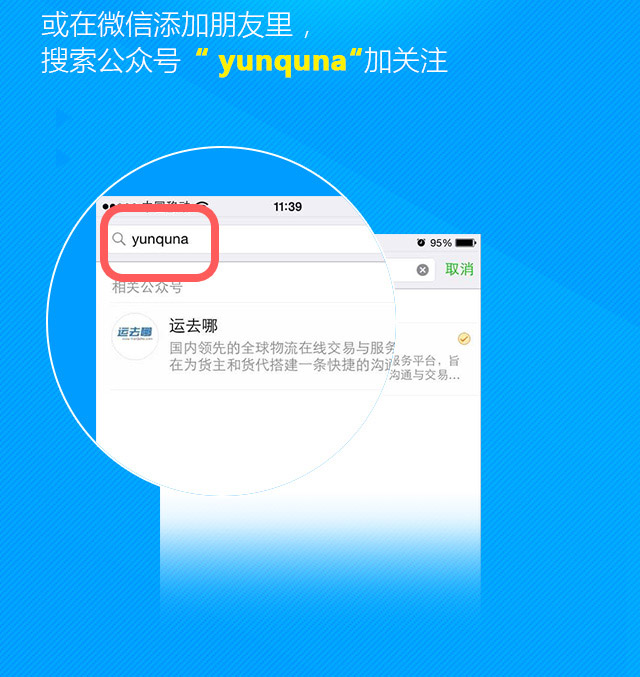 或在微信添加朋友里，
搜索公众号 “ yunquna“加关注
11:39
95%
yunquna
取消
相关公众号
运去哪
运去哪
国内领先的全球物流在线交易与服务
在为货主和货代搭建一条快捷的沟通
服务平台，旨
沟通与交易...